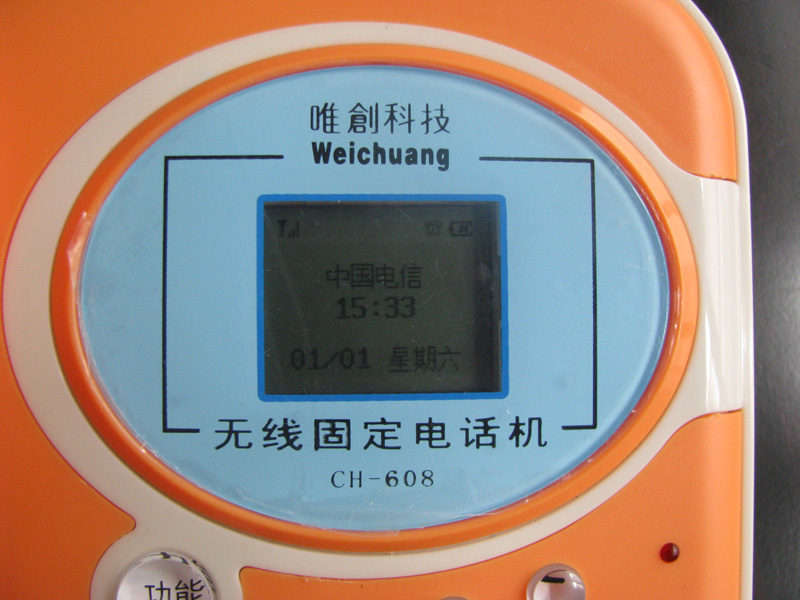 唯創科技
Weichuang
中国电信
15:33
01/01 星期六
无线固定电话机
CH-608
功能